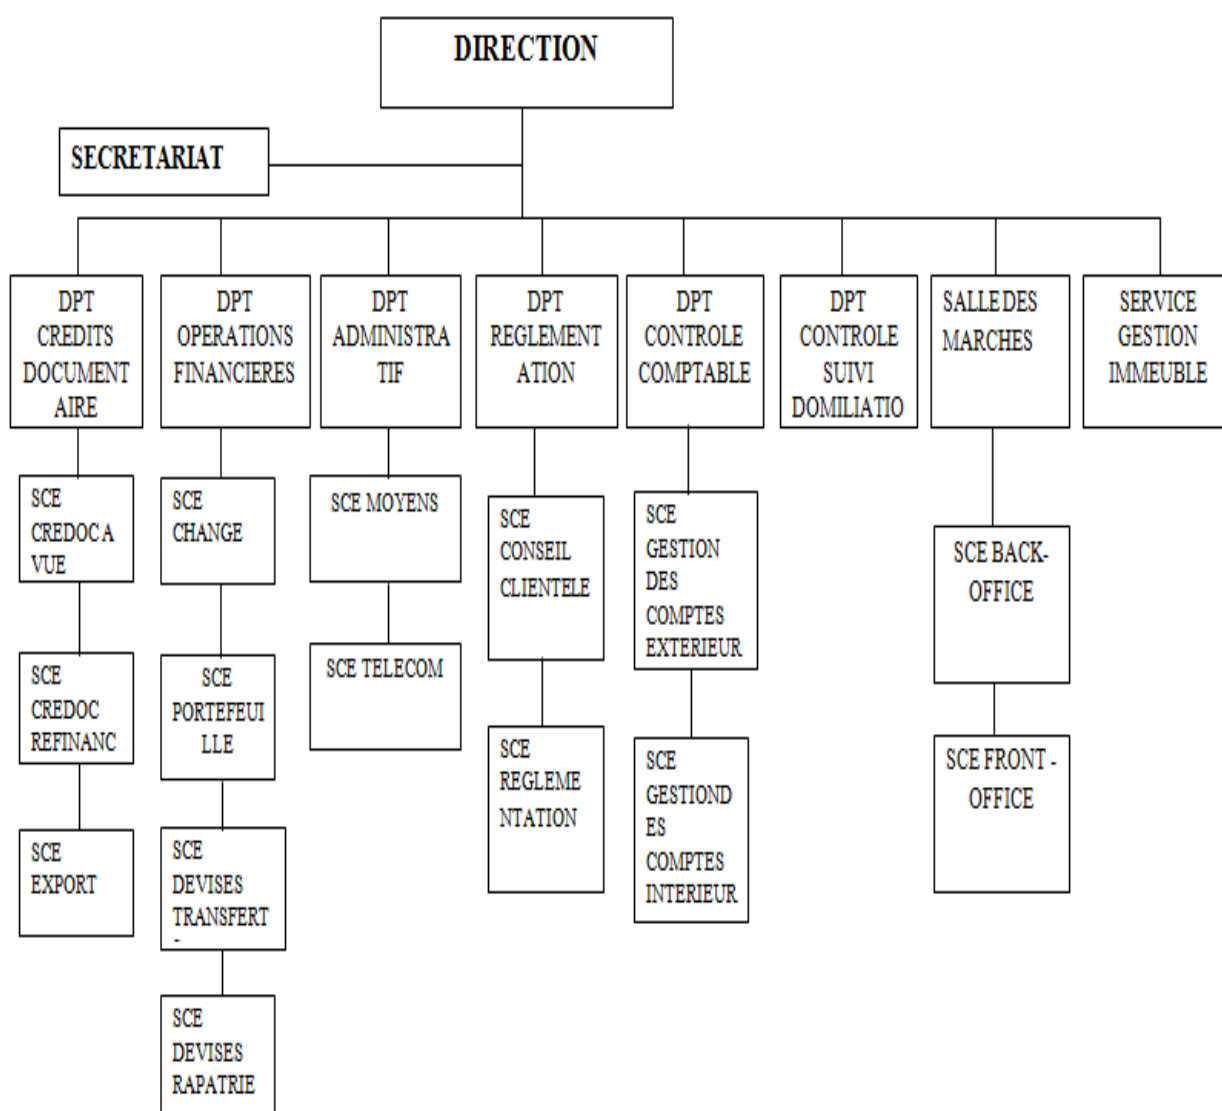 DIRECTION
SECRETARIAT
DPT
CREDITS
DOCUMENT
AIRE
DPT
OPERATIONS
FINANCIERES
DPT
ADMINISTRA
TIF
DPT
REGLEMENT
ATION
DPT
CONTROLE
COMPTABLE
DPT
CONTROLE
SUIVI
DOMILIATIO
SALLE DES
MARCHES
SERVICE
GESTION
IMMEUBLE
SCE
CREDOC A
VUE
SCE
CHANGE
SCE MOYENS
SCE
CONSEIL
CLIENTELE
SCE
GESTION
DES
COMPTES
EXTERIEUR
SCE BACK-
OFFICE
SCE
CREDOC
REFINANC
SCE
PORTEFEUI
LLE
SCE TELECOM
SCE
REGLEME
NTATION
SCE
GESTIOND
ES
COMPTES
INTERIEUR
SCE FRONT -
OFFICE
SCE
EXPORT
SCE
DEVISES
TRANSFERT
SCE
DEVISES
RAPATRIE